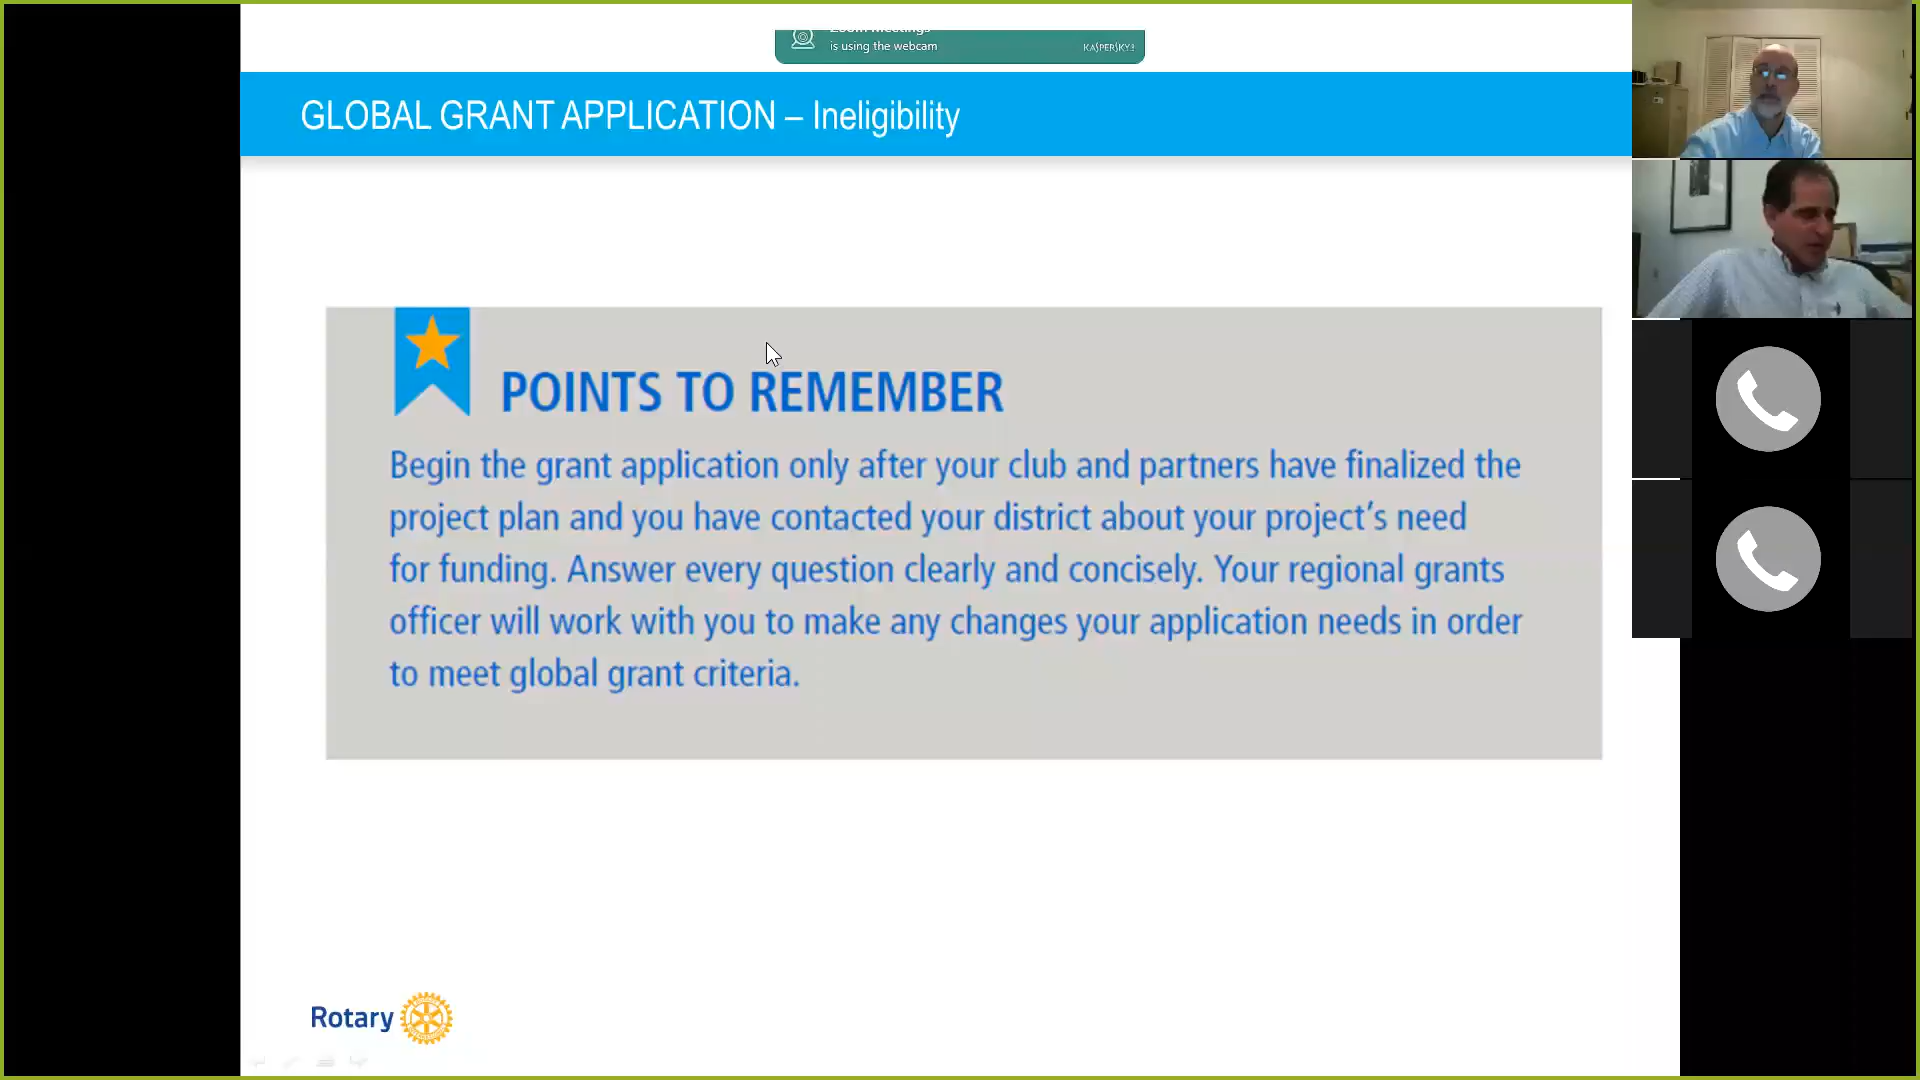 Zoom Meetings
is using the webcam
KASPERSKY
GLOBAL GRANT APPLICATION – Ineligibility
POINTS TO REMEMBER
Begin the grant application only after your club and partners have finalized the
project plan and you have contacted your district about your project’s need
for funding. Answer every question clearly and concisely. Your regional grants
officer will work with you to make any changes your application needs in order
to meet global grant criteria.
Rotary